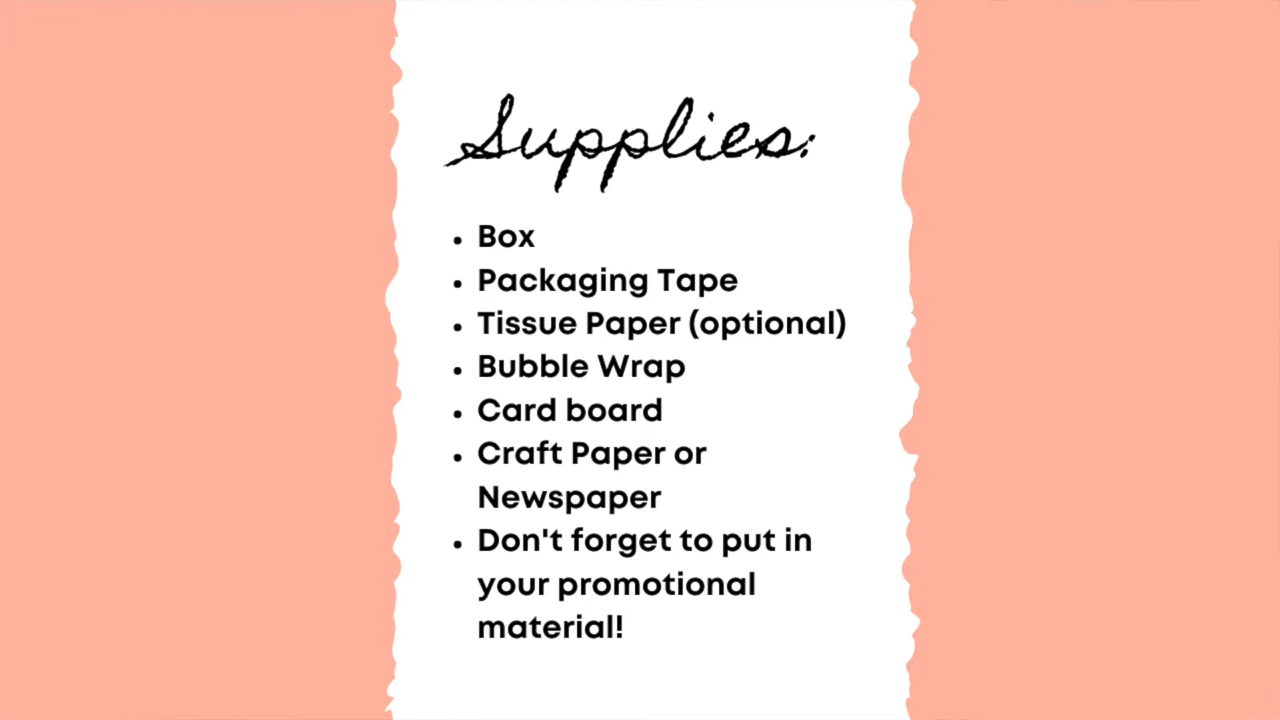 Supplies:
• Box
• Packaging Tape
• Tissue Paper (optional)
• Bubble Wrap
• Card board
• Craft Paper or
Newspaper
• Don't forget to put in
your promotional
material!